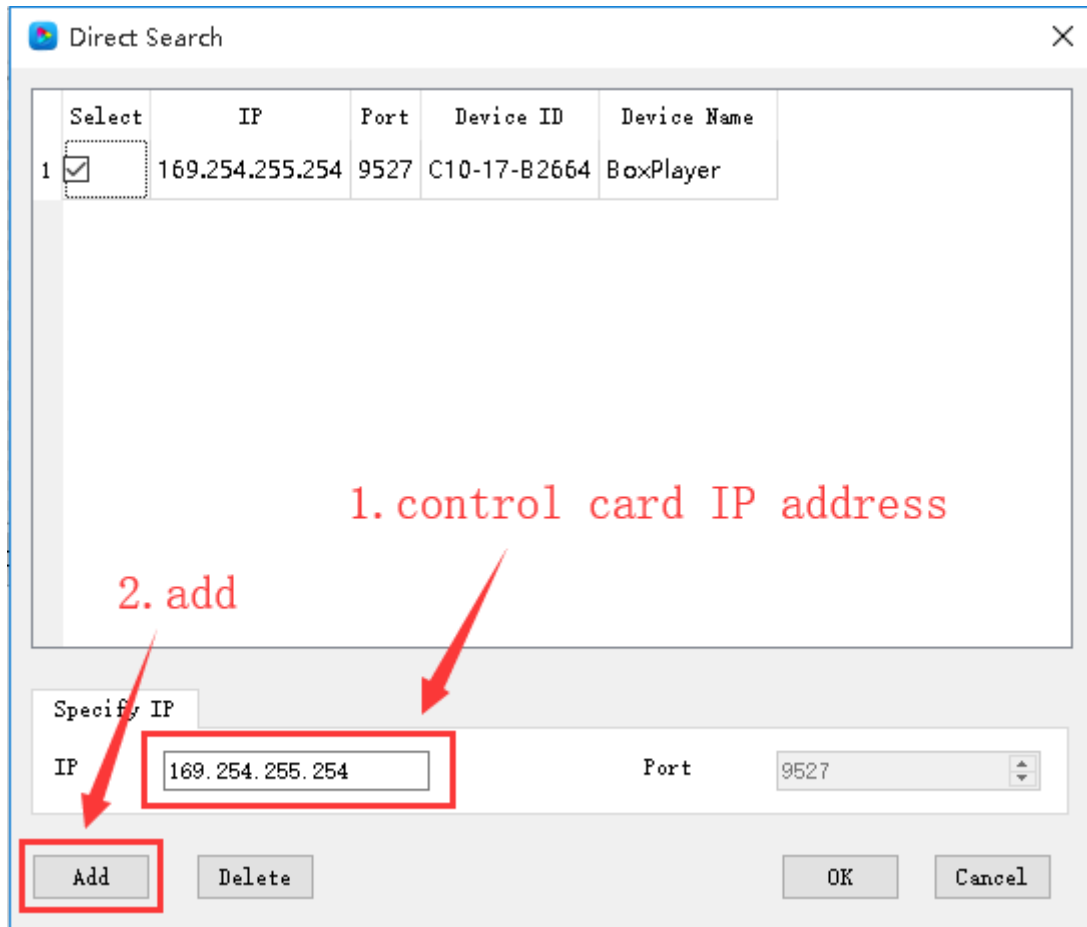 Direct Search
Select IP Port Device ID Device Name
1 169.254.255.254 9527 C10-17-B2664 BoxPlayer
1.control card IP address
2.add
Specify IP
IP 169.254.255.254 Port 9527
Add Delete OK Cancel